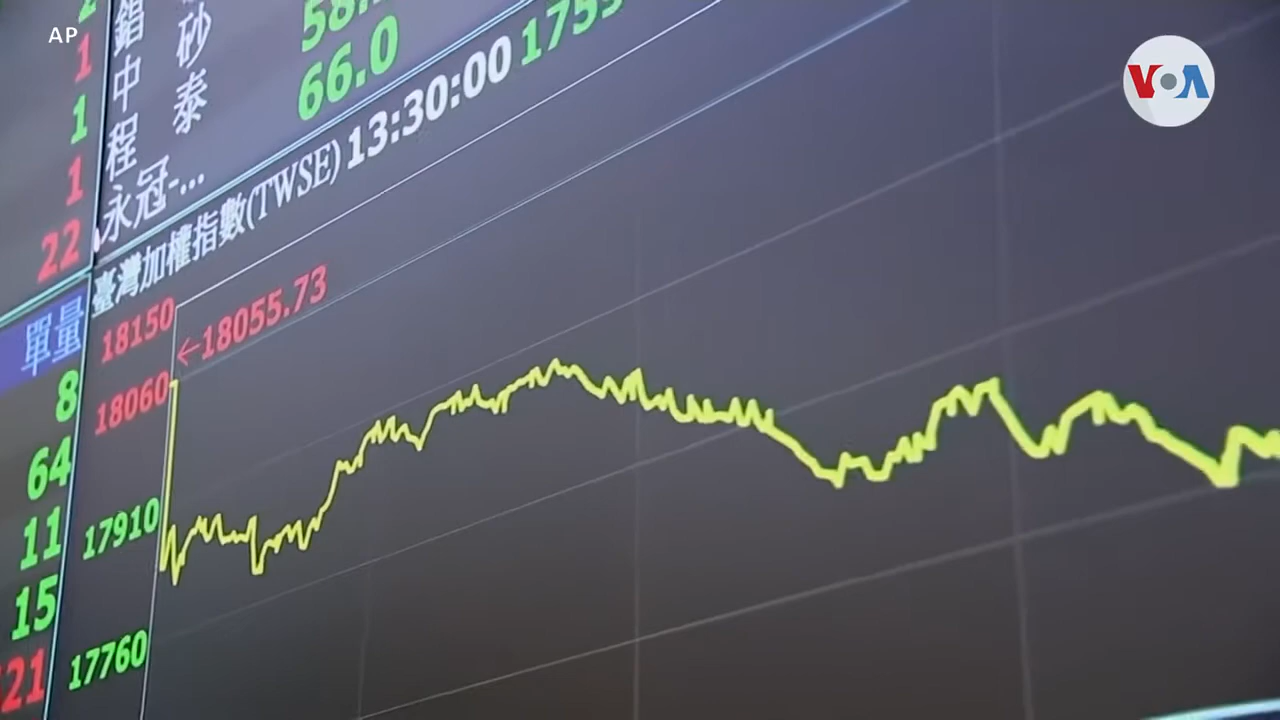 AP
VOA
2
1
1
1
22
單量
8
64
11
15
21
錩
砂
中
泰
程
永冠-...
58.
66.0
臺灣加權指數(TWSE) 13:30:00 1755
18150
←18055.73
18060
17910
17760